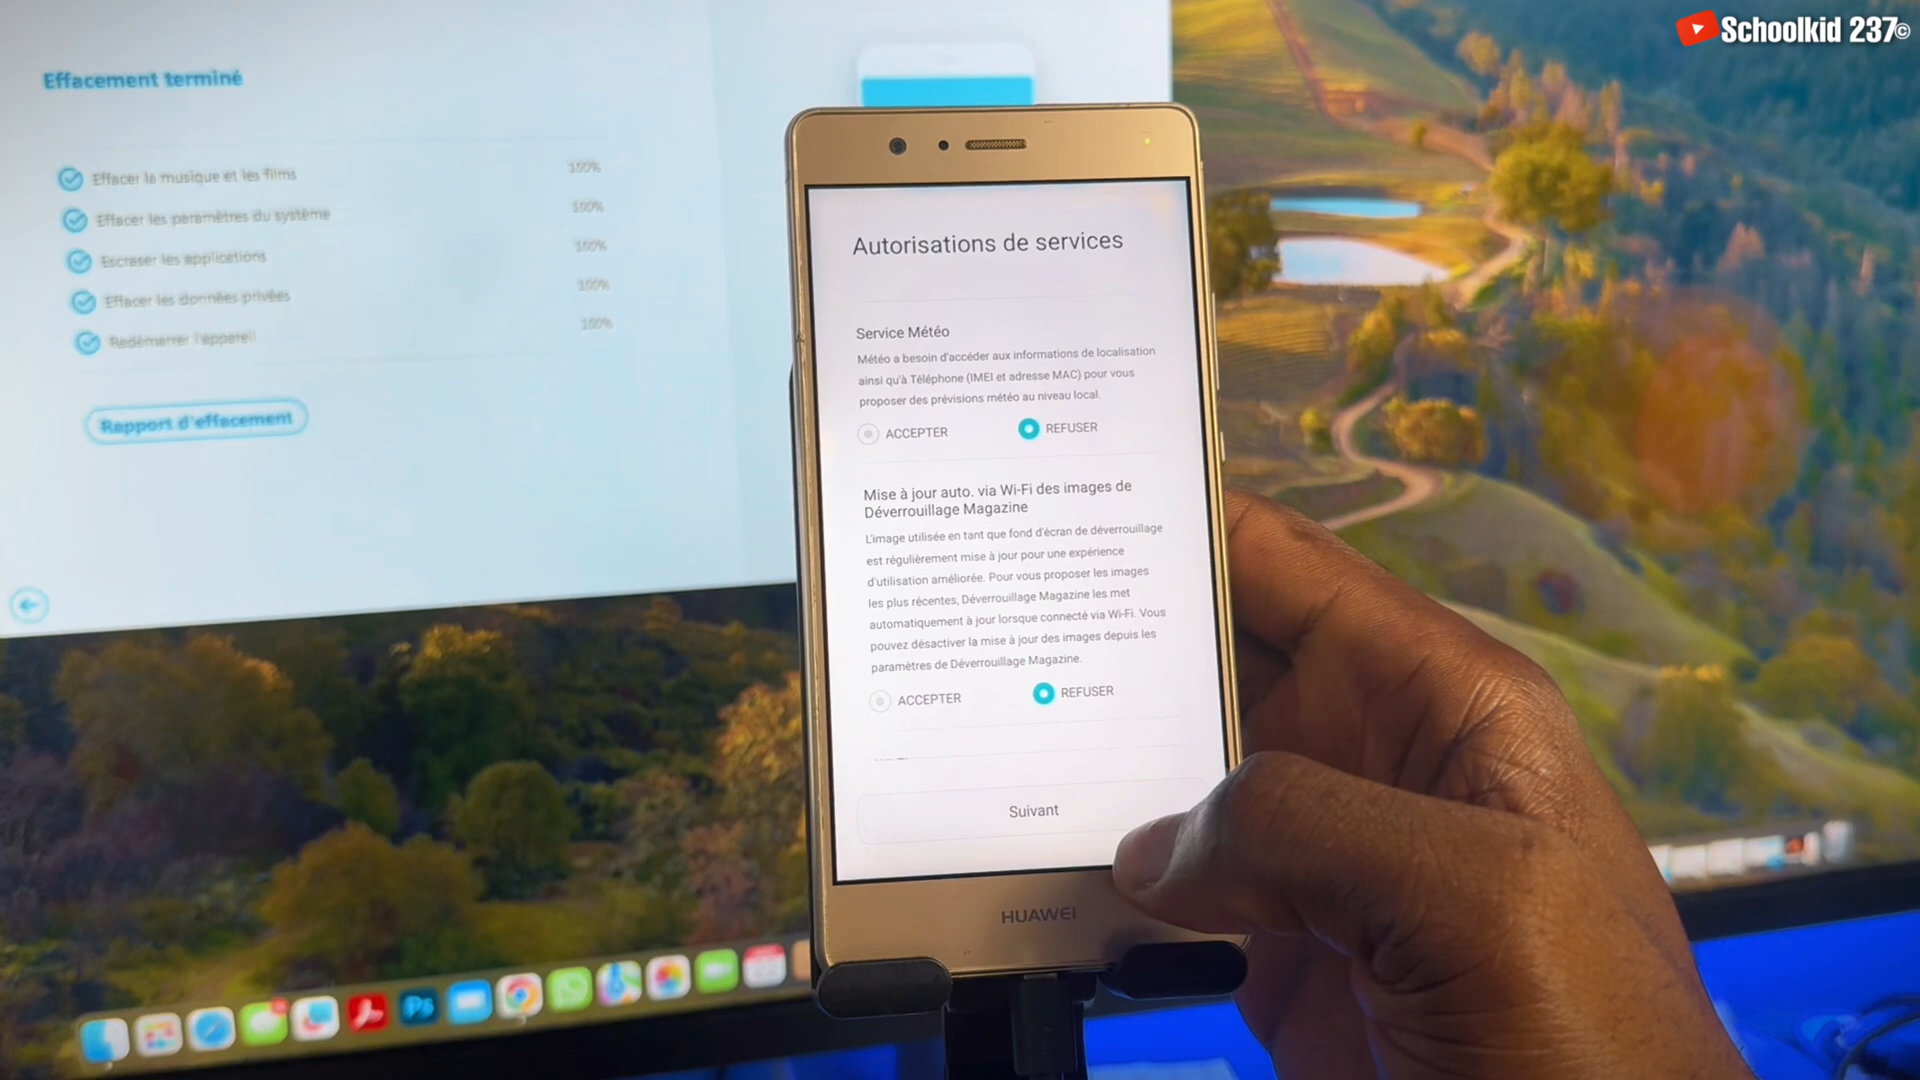 Schoolkid 237©
Effacement terminé
Effacer la musique et les films 100%
Effacer les paramètres du système 100%
Ecraser les applications 100%
Effacer les données privées 100%
Redémarrer l'appareil 100%
Rapport d'effacement
Autorisations de services
Service Météo
Météo a besoin d'accéder aux informations de localisation
ainsi qu'à Téléphone (IMEI et adresse MAC) pour vous
proposer des prévisions météo au niveau local.
ACCEPTER REFUSER
Mise à jour auto. via Wi-Fi des images de
Déverrouillage Magazine
L'image utilisée en tant que fond d'écran de déverrouillage
est régulièrement mise à jour pour une expérience
d'utilisation améliorée. Pour vous proposer les images
les plus récentes, Déverrouillage Magazine les met
automatiquement à jour lorsque connecté via Wi-Fi. Vous
pouvez désactiver la mise à jour des images depuis les
paramètres de Déverrouillage Magazine.
ACCEPTER REFUSER
Suivant
HUAWEI
Ps